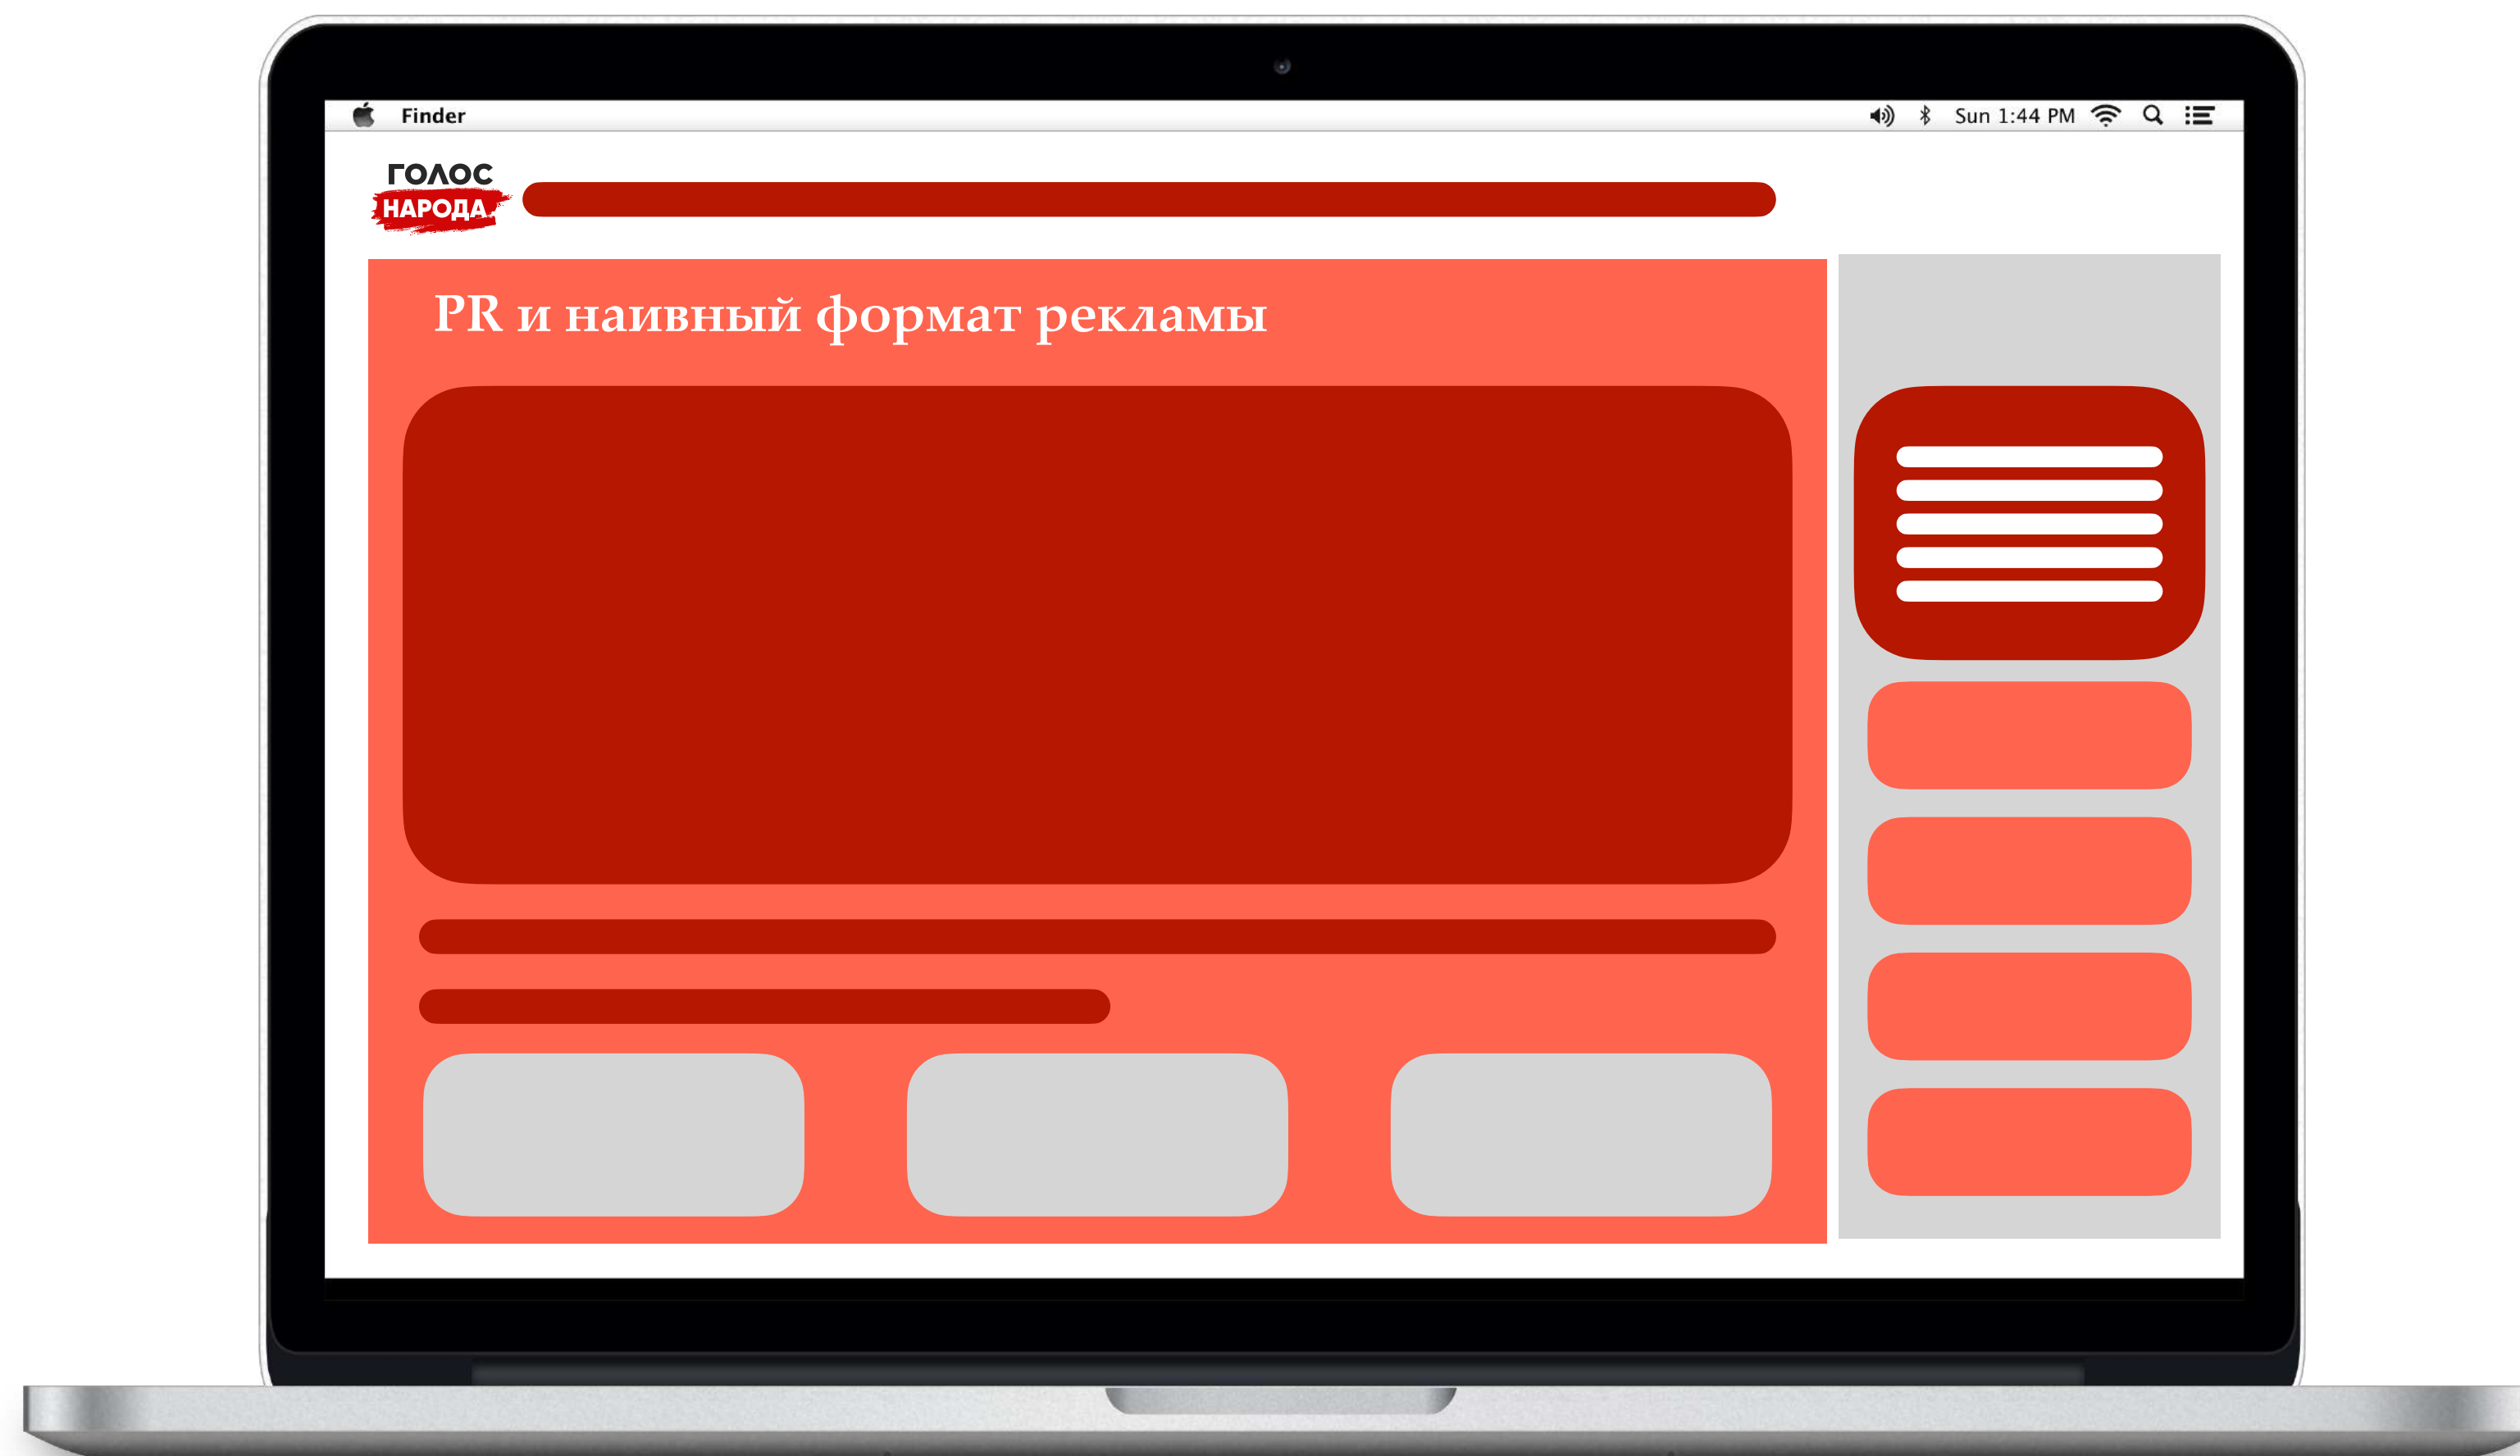 Finder
Sun 1:44 PM
ГОЛОС
НАРОДА
PR и наивный формат рекламы